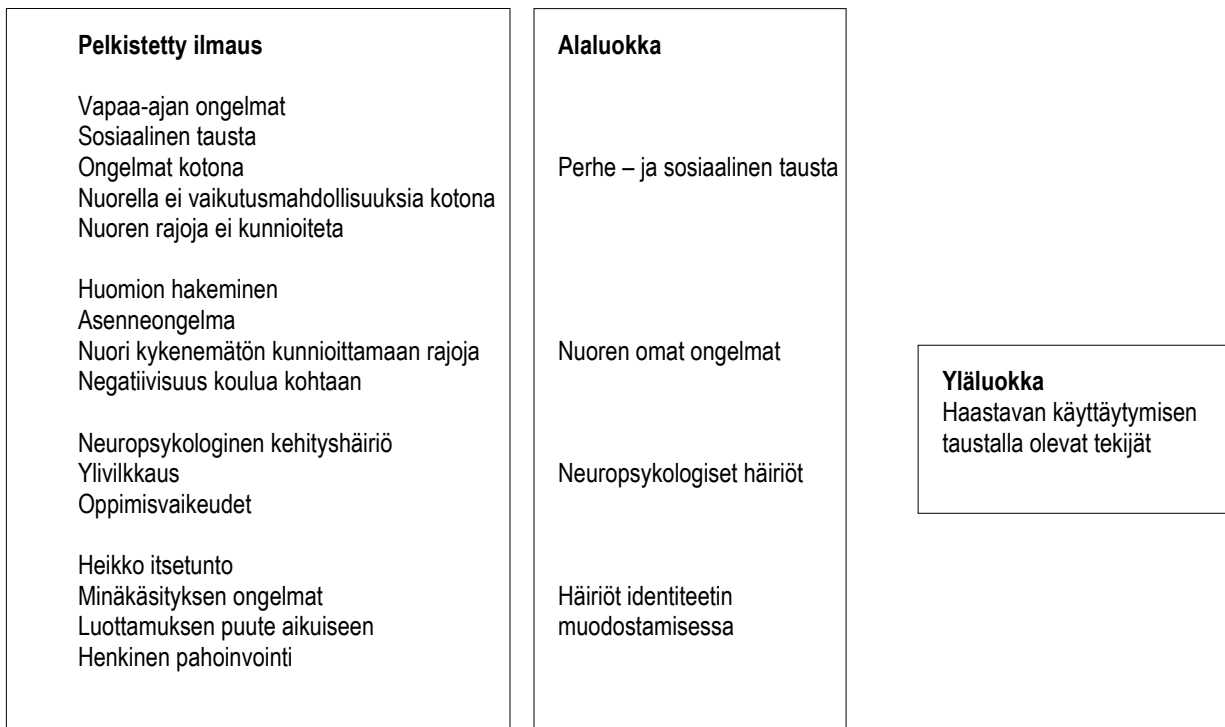 Pelkistetty ilmaus
Vapaa-ajan ongelmat
Sosiaalinen tausta
Ongelmat kotona
Nuorella ei vaikutusmahdollisuuksia kotona
Nuoren rajoja ei kunnioiteta
Huomion hakeminen
Asenneongelma
Nuori kykenemätön kunnioittamaan rajoja
Negatiivisuus koulua kohtaan
Neuropsykologinen kehityshäiriö
Ylivilkkaus
Oppimisvaikeudet
Heikko itsetunto
Minäkäsityksen ongelmat
Luottamuksen puute aikuiseen
Henkinen pahoinvointi
Alaluokka
Perhe – ja sosiaalinen tausta
Nuoren omat ongelmat
Neuropsykologiset häiriöt
Häiriöt identiteetin
muodostamisessa
Yläluokka
Haastavan käyttäytymisen
taustalla olevat tekijät